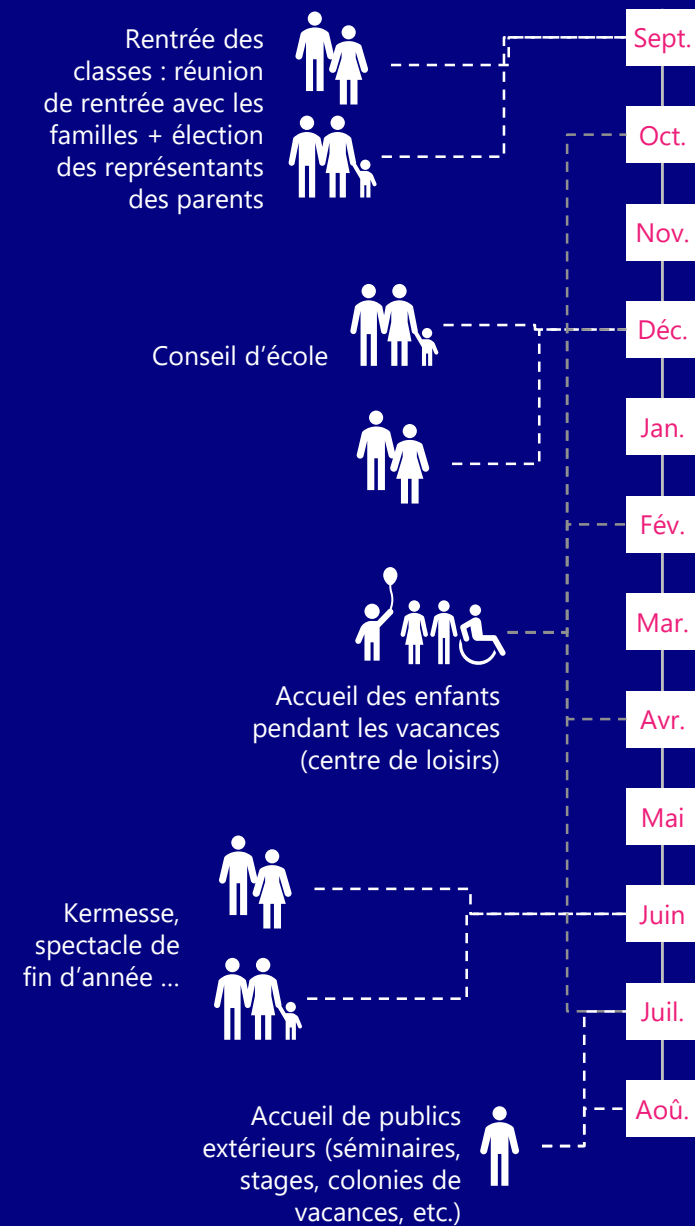 Rentrée des
classes : réunion
de rentrée avec les
familles + élection
des représentants
des parents
Conseil d'école
Accueil des enfants
pendant les vacances
(centre de loisirs)
Kermesse,
spectacle de
fin d'année ...
Accueil de publics
extérieurs (séminaires,
stages, colonies de
vacances, etc.)
Sept.
Oct.
Nov.
Déc.
Jan.
Fév.
Mar.
Avr.
Mai
Juin
Juil.
Aoû.